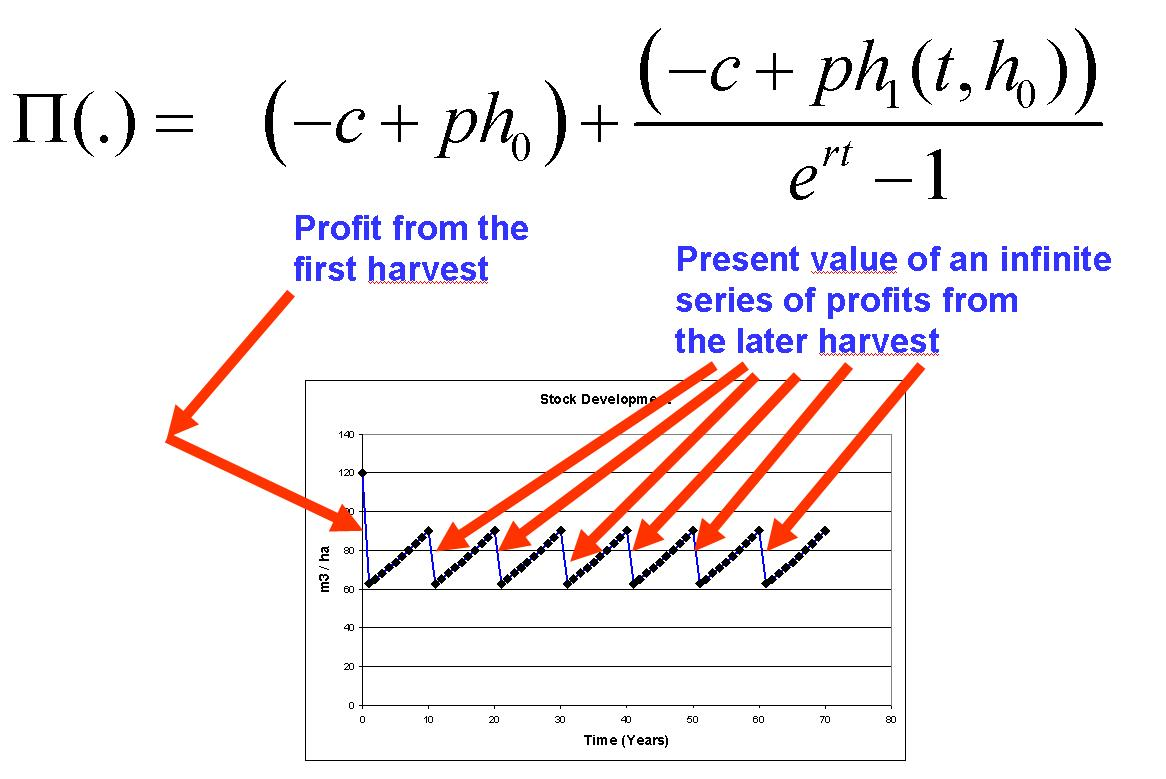 Π(.) = (−c + ph₀) + (−c + ph₁(t, h₀)) / eʳᵗ − 1
Profit from the
first harvest
Present value of an infinite
series of profits from
the later harvest
Stock Development
140
120
80
60
40
20
0
m3 / ha
0 10 20 30 40 50 60 70 80
Time (Years)